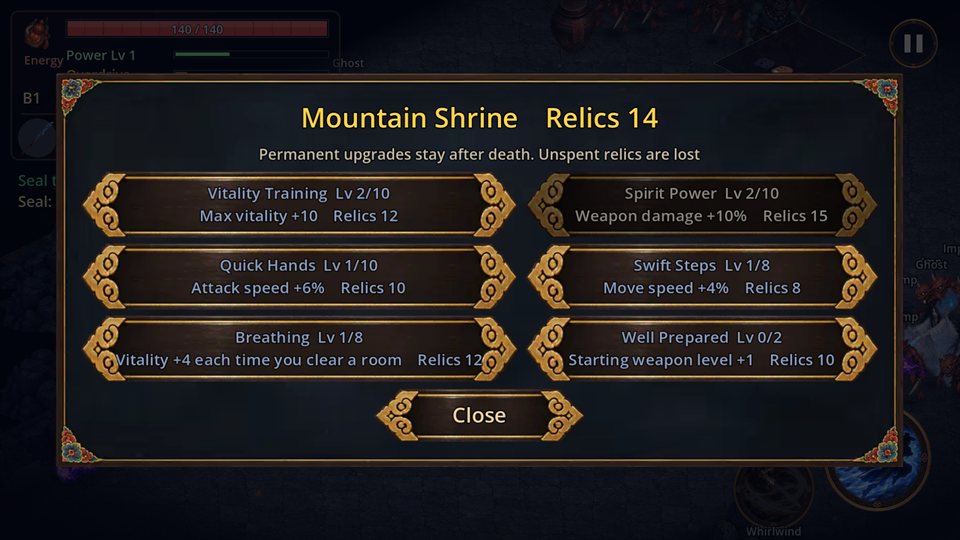 140 / 140
Energy
Power Lv 1
Ghost
B1
Mountain Shrine Relics 14
Permanent upgrades stay after death. Unspent relics are lost
Vitality Training Lv 2/10
Max vitality +10 Relics 12
Spirit Power Lv 2/10
Weapon damage +10% Relics 15
Seal
Seal:
Quick Hands Lv 1/10
Attack speed +6% Relics 10
Swift Steps Lv 1/8
Move speed +4% Relics 8
Ghost
Breathing Lv 1/8
Vitality +4 each time you clear a room Relics 12
Well Prepared Lv 0/2
Starting weapon level +1 Relics 10
Close
Whirlwind